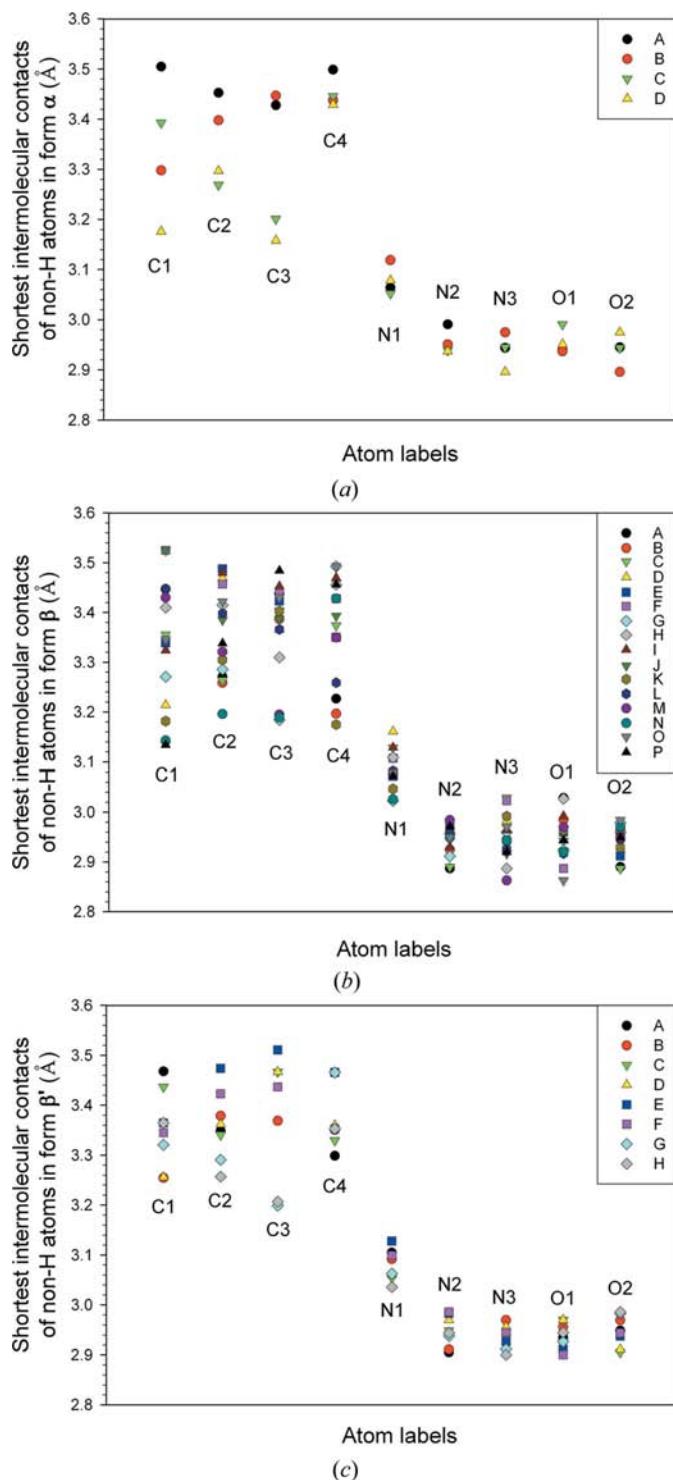 Shortest intermolecular contacts
of non-H atoms in form α (Å)
3.6
3.5
3.4
3.3
3.2
3.1
3.0
2.9
2.8
C1
C2
C3
C4
N1
N2
N3
O1
O2
A
B
C
D
Atom labels
(a)
Shortest intermolecular contacts
of non-H atoms in form β (Å)
3.6
3.5
3.4
3.3
3.2
3.1
3.0
2.9
2.8
C1
C2
C3
C4
N1
N2
N3
O1
O2
A
B
C
D
E
F
G
H
I
J
K
L
M
N
O
P
Atom labels
(b)
Shortest intermolecular contacts
of non-H atoms in form β' (Å)
3.6
3.5
3.4
3.3
3.2
3.1
3.0
2.9
2.8
C1
C2
C3
C4
N1
N2
N3
O1
O2
A
B
C
D
E
F
G
H
Atom labels
(c)